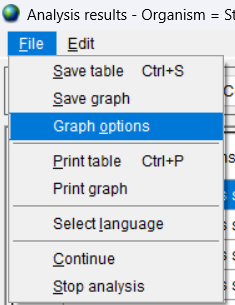 Analysis results - Organism = St
File Edit
Save table Ctrl+S
Save graph
Graph options
Print table Ctrl+P
Print graph
Select language
Continue
Stop analysis